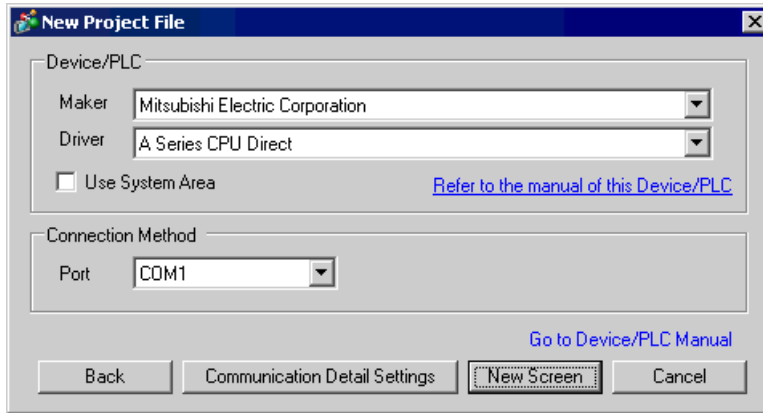 New Project File
Device/PLC
Maker Mitsubishi Electric Corporation
Driver A Series CPU Direct
Use System Area Refer to the manual of this Device/PLC
Connection Method
Port COM1
Go to Device/PLC Manual
Back Communication Detail Settings New Screen Cancel